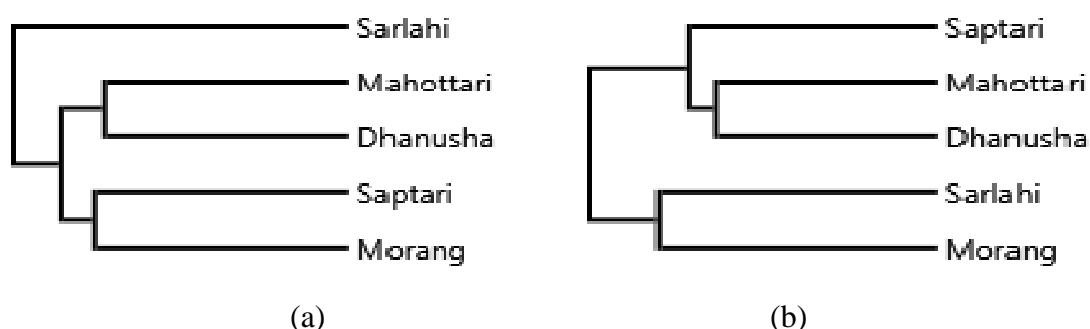 Sarlahi
Mahottari
Dhanusha
Saptari
Morang
(a)
Saptari
Mahottari
Dhanusha
Sarlahi
Morang
(b)